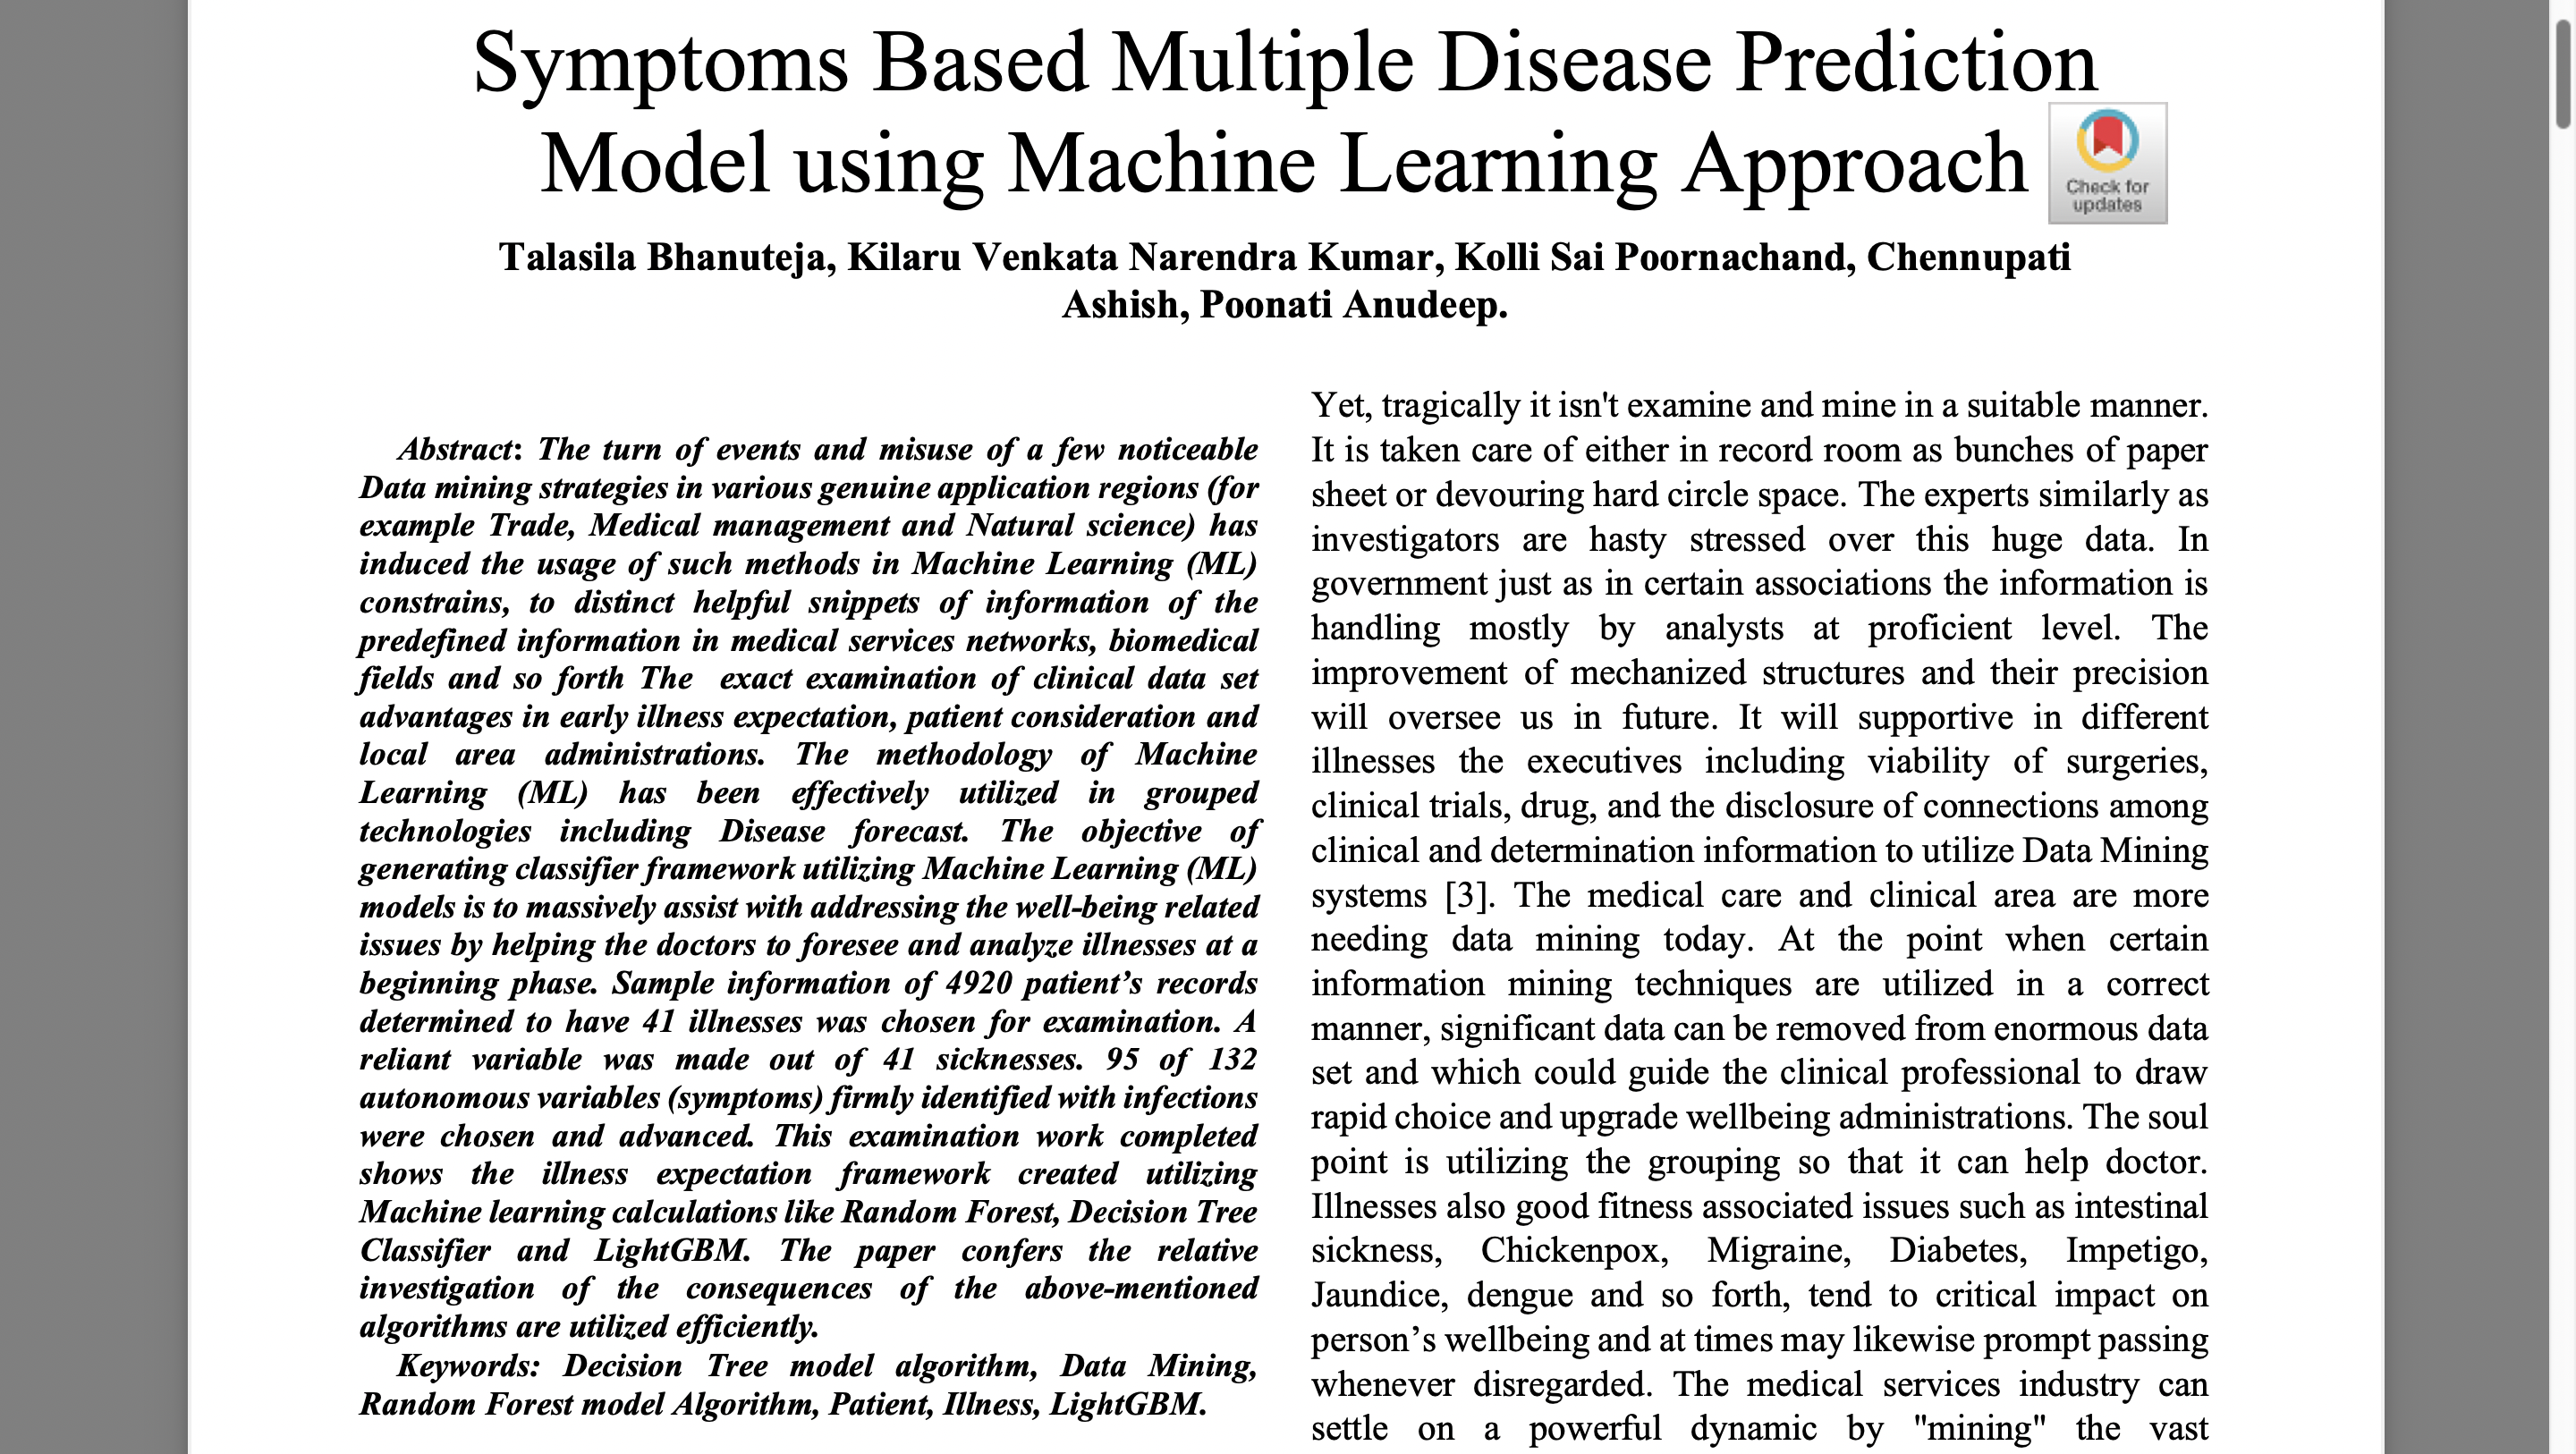 Symptoms Based Multiple Disease Prediction
Model using Machine Learning Approach
Check for
updates
Talasila Bhanuteja, Kilaru Venkata Narendra Kumar, Kolli Sai Poornachand, Chennupati
Ashish, Poonati Anudeep.
Abstract: The turn of events and misuse of a few noticeable
Data mining strategies in various genuine application regions (for
example Trade, Medical management and Natural science) has
induced the usage of such methods in Machine Learning (ML)
constrains, to distinct helpful snippets of information of the
predefined information in medical services networks, biomedical
fields and so forth The exact examination of clinical data set
advantages in early illness expectation, patient consideration and
local area administrations. The methodology of Machine
Learning (ML) has been effectively utilized in grouped
technologies including Disease forecast. The objective of
generating classifier framework utilizing Machine Learning (ML)
models is to massively assist with addressing the well-being related
issues by helping the doctors to foresee and analyze illnesses at a
beginning phase. Sample information of 4920 patient’s records
determined to have 41 illnesses was chosen for examination. A
reliant variable was made out of 41 sicknesses. 95 of 132
autonomous variables (symptoms) firmly identified with infections
were chosen and advanced. This examination work completed
shows the illness expectation framework created utilizing
Machine learning calculations like Random Forest, Decision Tree
Classifier and LightGBM. The paper confers the relative
investigation of the consequences of the above-mentioned
algorithms are utilized efficiently.
Keywords: Decision Tree model algorithm, Data Mining,
Random Forest model Algorithm, Patient, Illness, LightGBM.
Yet, tragically it isn't examine and mine in a suitable manner.
It is taken care of either in record room as bunches of paper
sheet or devouring hard circle space. The experts similarly as
investigators are hasty stressed over this huge data. In
government just as in certain associations the information is
handling mostly by analysts at proficient level. The
improvement of mechanized structures and their precision
will oversee us in future. It will supportive in different
illnesses the executives including viability of surgeries,
clinical trials, drug, and the disclosure of connections among
clinical and determination information to utilize Data Mining
systems [3]. The medical care and clinical area are more
needing data mining today. At the point when certain
information mining techniques are utilized in a correct
manner, significant data can be removed from enormous data
set and which could guide the clinical professional to draw
rapid choice and upgrade wellbeing administrations. The soul
point is utilizing the grouping so that it can help doctor.
Illnesses also good fitness associated issues such as intestinal
sickness, Chickenpox, Migraine, Diabetes, Impetigo,
Jaundice, dengue and so forth, tend to critical impact on
person’s wellbeing and at times may likewise prompt passing
whenever disregarded. The medical services industry can
settle on a powerful dynamic by "mining" the vast